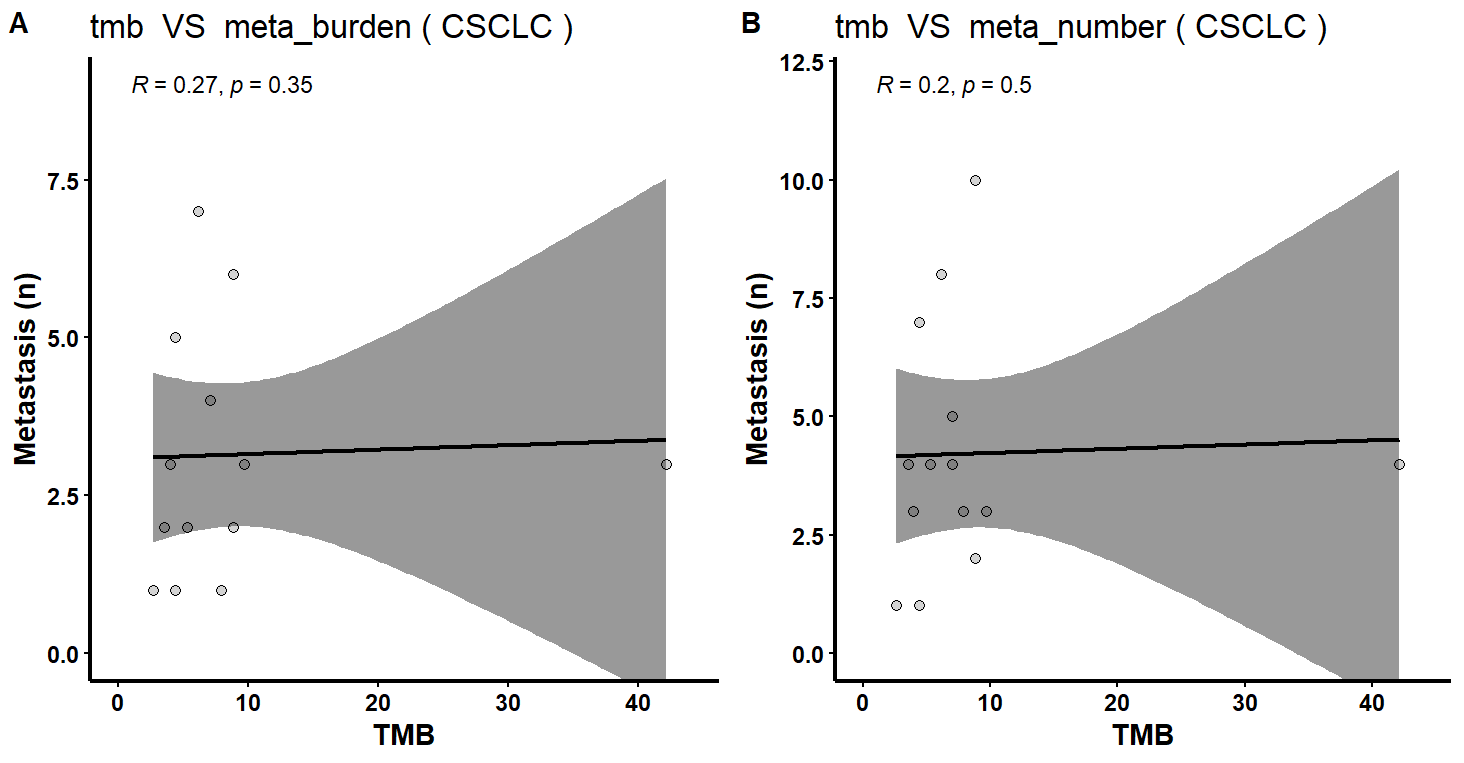 A
tmb VS meta_burden ( CSCLC )
R = 0.27, p = 0.35
Metastasis (n)
7.5
5.0
2.5
0.0
0 10 20 30 40
TMB
B
tmb VS meta_number ( CSCLC )
R = 0.2, p = 0.5
Metastasis (n)
12.5
10.0
7.5
5.0
2.5
0.0
0 10 20 30 40
TMB